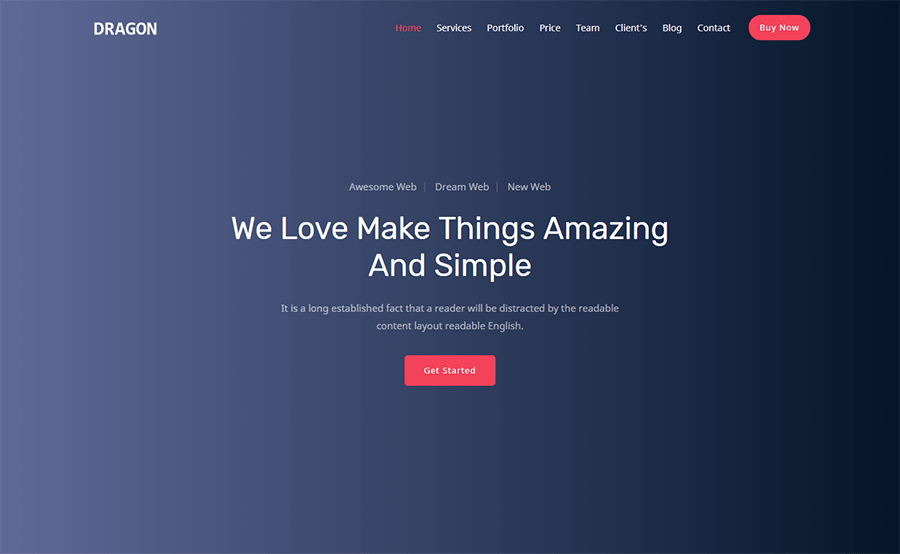 DRAGON Home Services Portfolio Price Team Client's Blog Contact Buy Now
Awesome Web | Dream Web | New Web
We Love Make Things Amazing
And Simple
It is a long established fact that a reader will be distracted by the readable
content layout readable English.
Get Started